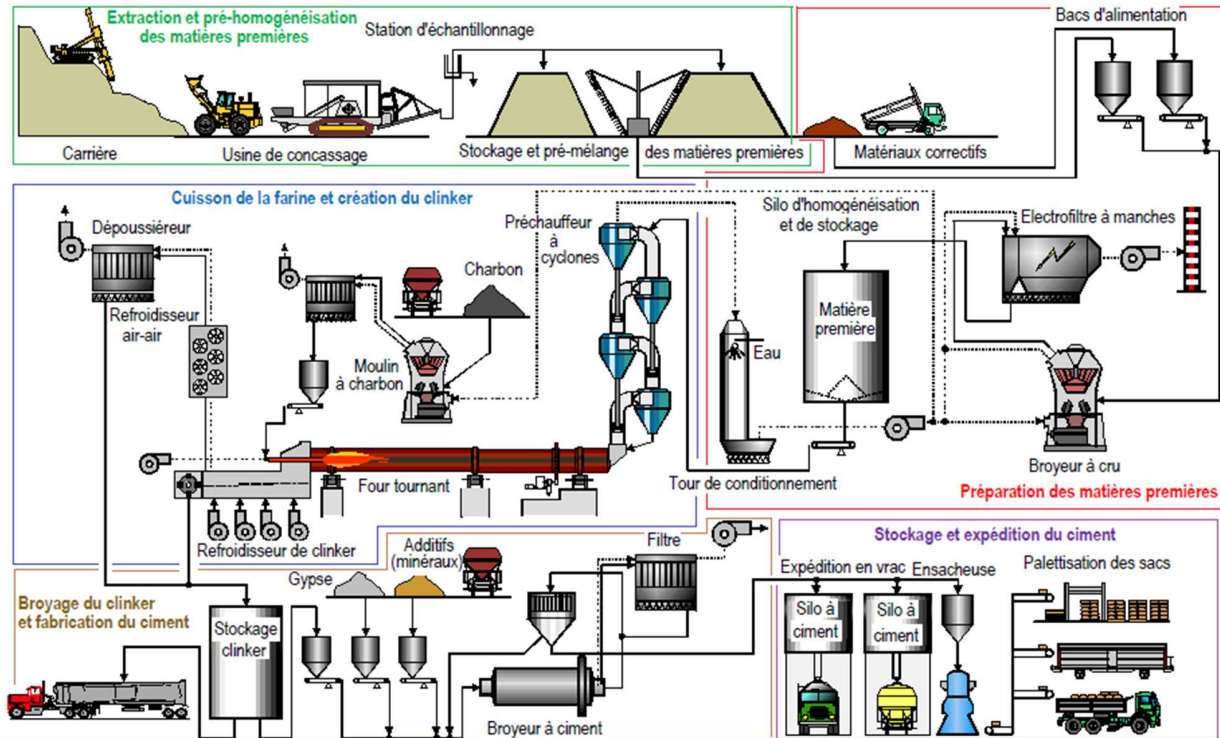 Extraction et pré-homogénéisation
des matières premières
Station d'échantillonnage
Bacs d'alimentation
Carrière
Usine de concassage
Stockage et pré-mélange
des matières premières
Matériaux correctifs
Cuisson de la farine et création du clinker
Dépoussiéreur
Préchauffeur
à
cyclones
Silo d'homogénéisation
et de stockage
Electrofiltre à manches
Charbon
Refroidisseur
air-air
Matière
première
Moulin
à charbon
Eau
Four tournant
Tour de conditionnement
Broyeur à cru
Préparation des matières premières
Refroidisseur de clinker
Additifs
(minéraux)
Filtre
Stockage et expédition du ciment
Gypse
Expédition en vrac
Ensacheuse
Palettisation des sacs
Broyage du clinker
et fabrication du ciment
Stockage
clinker
Silo à
ciment
Silo à
ciment
Broyeur à ciment